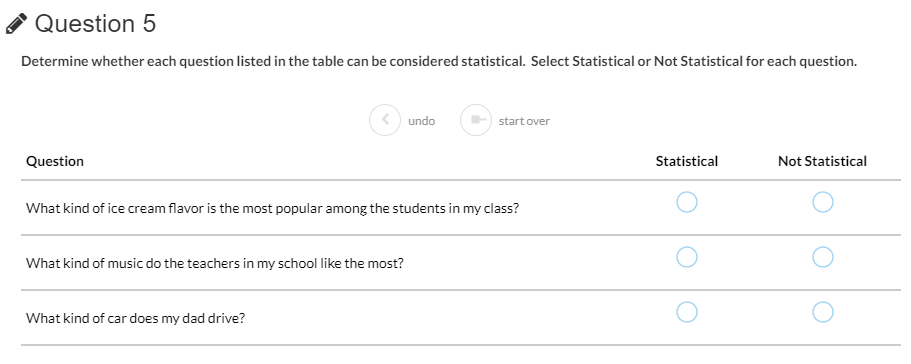 Question 5
Determine whether each question listed in the table can be considered statistical. Select Statistical or Not Statistical for each question.
undo start over
Question Statistical Not Statistical
What kind of ice cream flavor is the most popular among the students in my class?
What kind of music do the teachers in my school like the most?
What kind of car does my dad drive?